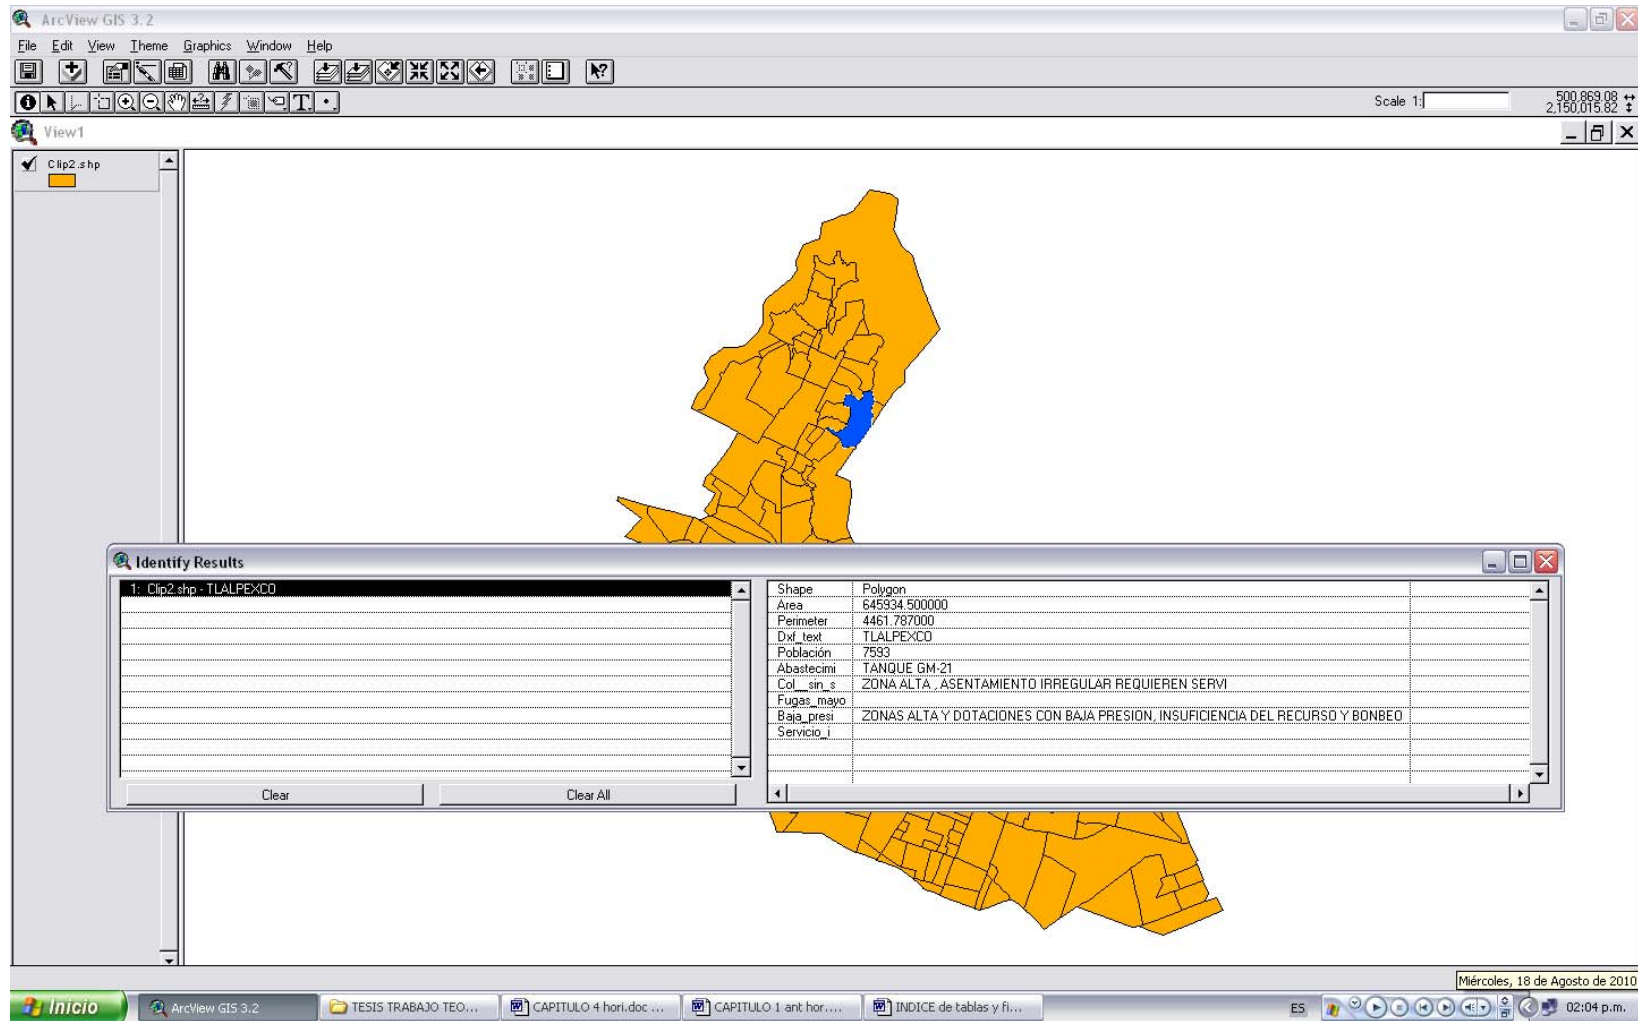 ArcView GIS 3.2
File Edit View Theme Graphics Window Help
Scale 1: 500,869.08
2,150,015.82
View1
Clip2.shp
Identify Results
1: Clip2.shp - TLALPEXCO
Shape Polygon
Area 645934.500000
Perimeter 4461.787000
Dxf_text TLALPEXCO
Población 7593
Abastecimi TANQUE GM-21
Col__sin_s ZONA ALTA , ASENTAMIENTO IRREGULAR REQUIEREN SERVI
Fugas_mayo
Baja_presi ZONAS ALTA Y DOTACIONES CON BAJA PRESION, INSUFICIENCIA DEL RECURSO Y BONBEO
Servicio_i
Clear Clear All
Miércoles, 18 de Agosto de 2010
Inicio ArcView GIS 3.2 TESIS TRABAJO TEO... CAPITULO 4 hori.doc ... CAPITULO 1 ant hor.... INDICE de tablas y fi... ES 02:04 p.m.